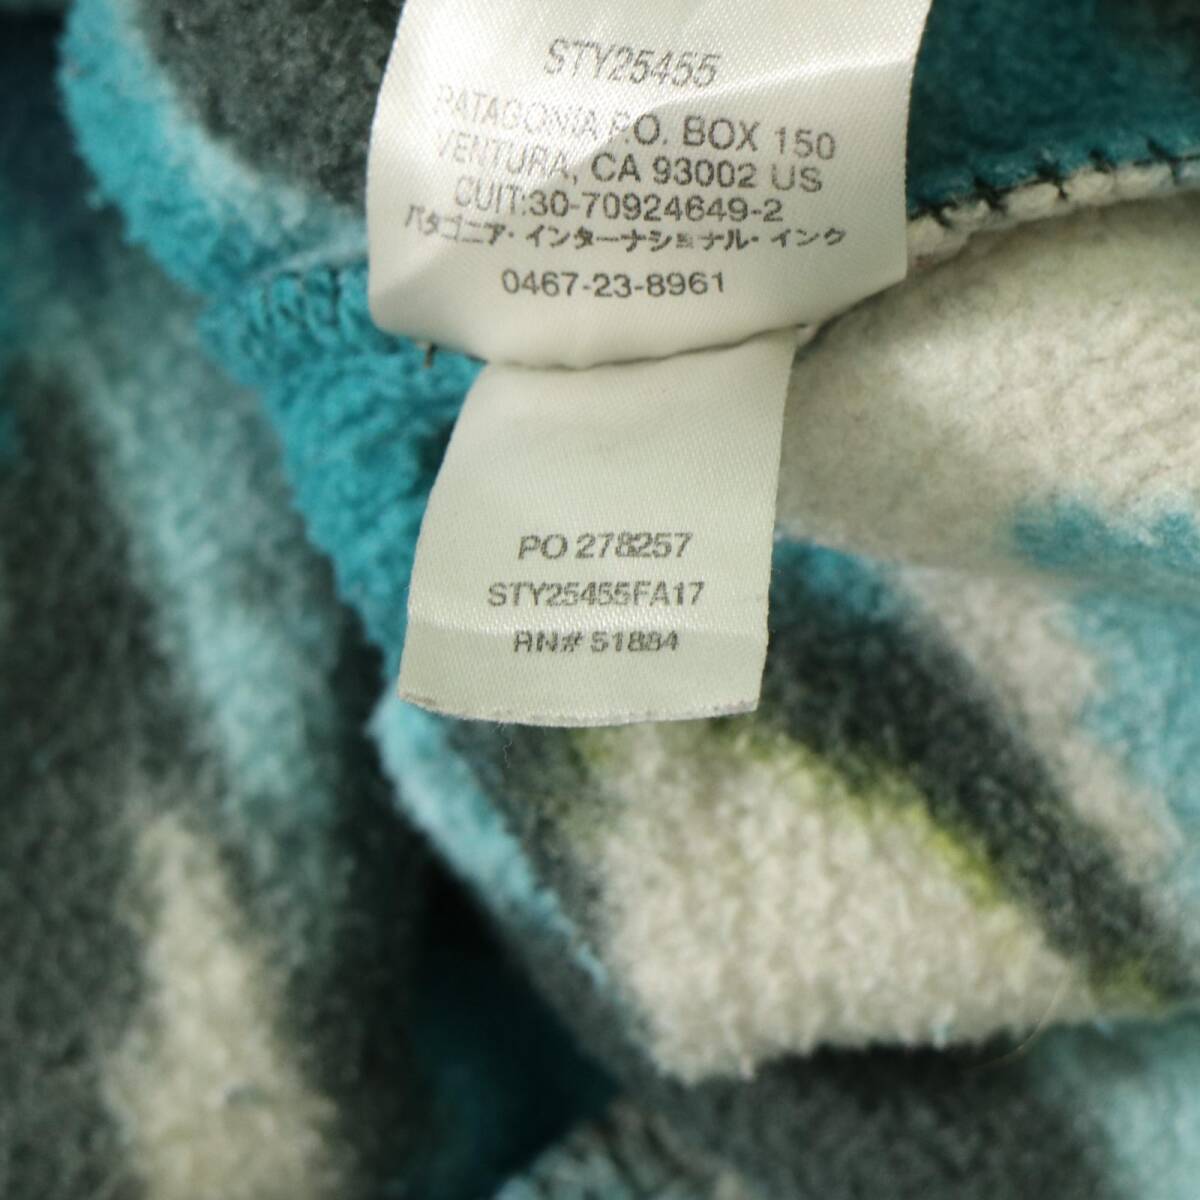 STY25455
PATAGONIA P.O. BOX 150
VENTURA, CA 93002 US
CUIT:30-70924649-2
パタゴニア・インターナショナル・インク
0467-23-8961
PO 278257
STY25455FA17
RN# 51884